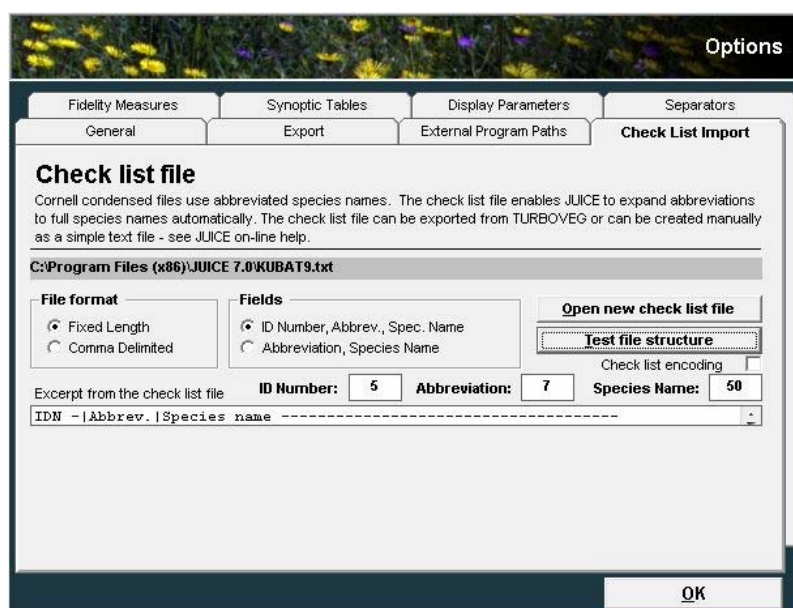 Options
Fidelity Measures
Synoptic Tables
Display Parameters
Separators
General
Export
External Program Paths
Check List Import
Check list file
Cornell condensed files use abbreviated species names. The check list file enables JUICE to expand abbreviations
to full species names automatically. The check list file can be exported from TURBOVEG or can be created manually
as a simple text file - see JUICE on-line help.
C:\Program Files (x86)\JUICE 7.0\KUBAT9.txt
File format
Fixed Length
Comma Delimited
Fields
ID Number, Abbrev., Spec. Name
Abbreviation, Species Name
Open new check list file
Test file structure
Check list encoding
Excerpt from the check list file
ID Number: 5
Abbreviation: 7
Species Name: 50
IDN -|Abbrev.|Species name -------------------------------------
OK